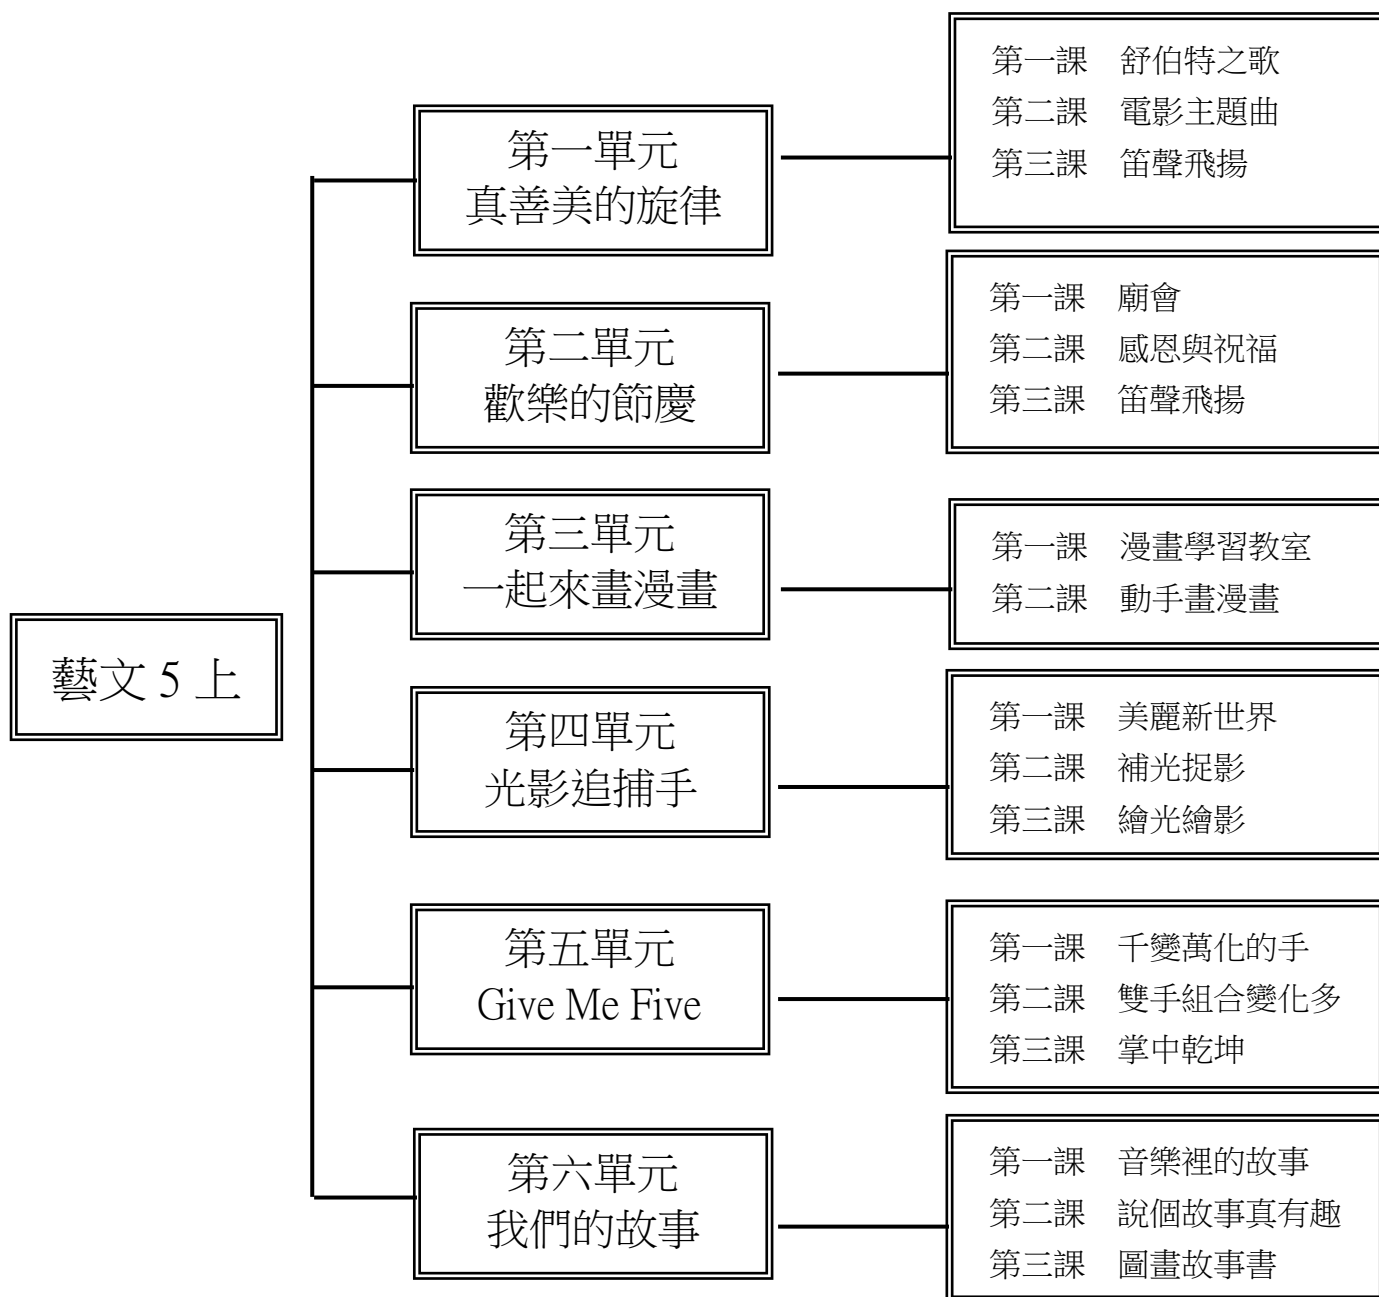 藝文 5 上
第一單元
真善美的旋律
第一課　舒伯特之歌
第二課　電影主題曲
第三課　笛聲飛揚
第二單元
歡樂的節慶
第一課　廟會
第二課　感恩與祝福
第三課　笛聲飛揚
第三單元
一起來畫漫畫
第一課　漫畫學習教室
第二課　動手畫漫畫
第四單元
光影追捕手
第一課　美麗新世界
第二課　補光捉影
第三課　繪光繪影
第五單元
Give Me Five
第一課　千變萬化的手
第二課　雙手組合變化多
第三課　掌中乾坤
第六單元
我們的故事
第一課　音樂裡的故事
第二課　說個故事真有趣
第三課　圖畫故事書